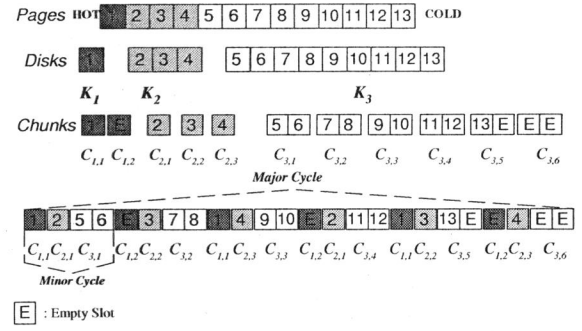 Pages HOT 1 2 3 4 5 6 7 8 9 10 11 12 13 COLD
Disks 1 2 3 4 5 6 7 8 9 10 11 12 13
K1 K2 K3
Chunks 1 E 2 3 4 5 6 7 8 9 10 11 12 13 E E E
C1,1 C1,2 C2,1 C2,2 C2,3 C3,1 C3,2 C3,3 C3,4 C3,5 C3,6
Major Cycle
1 2 5 6 E 3 7 8 1 4 9 10 E 2 11 12 1 3 13 E E 4 E E
C1,1 C2,1 C3,1 C1,2 C2,2 C3,2 C1,1 C2,3 C3,3 C1,2 C2,1 C3,4 C1,1 C2,2 C3,5 C1,2 C2,3 C3,6
Minor Cycle
E : Empty Slot